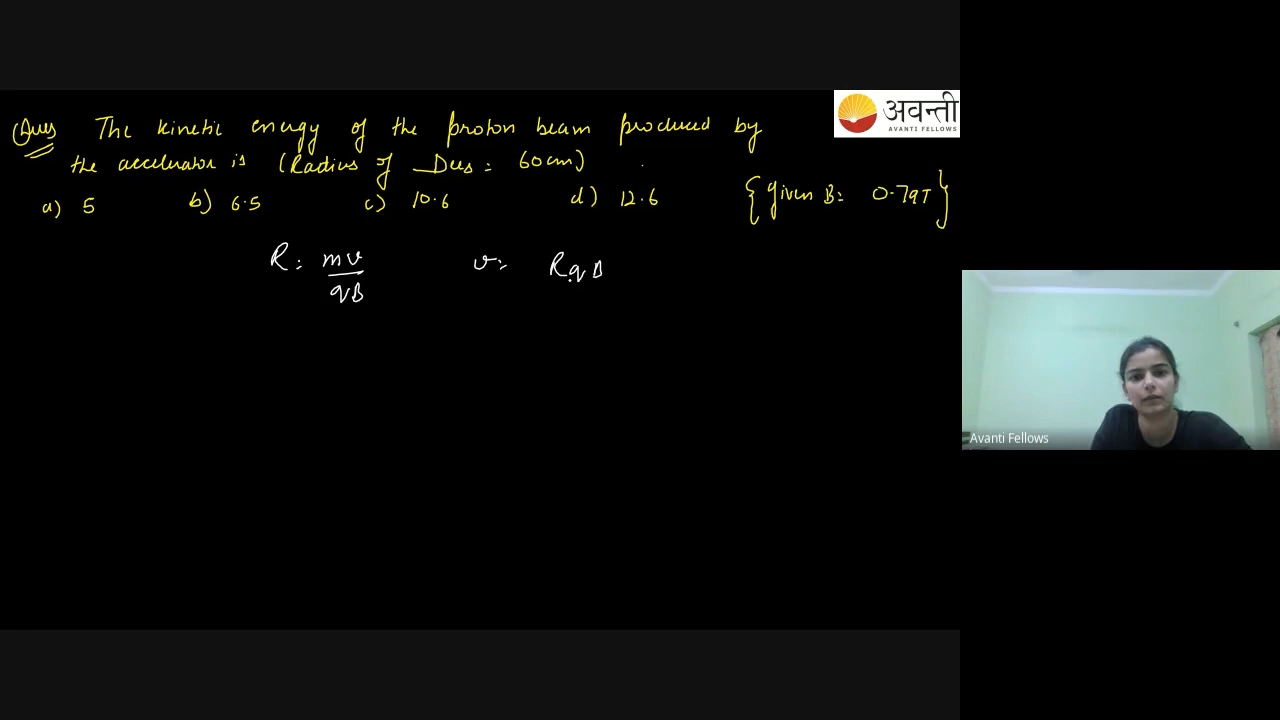 Ques The kinetic energy of the proton beam produced by
the accelerator is (Radius of Dees = 60cm)
a) 5 b) 6.5 c) 10.6 d) 12.6 {given B = 0.79T}
R = mv/qB v = RqB
अवन्ती
AVANTI FELLOWS
Avanti Fellows